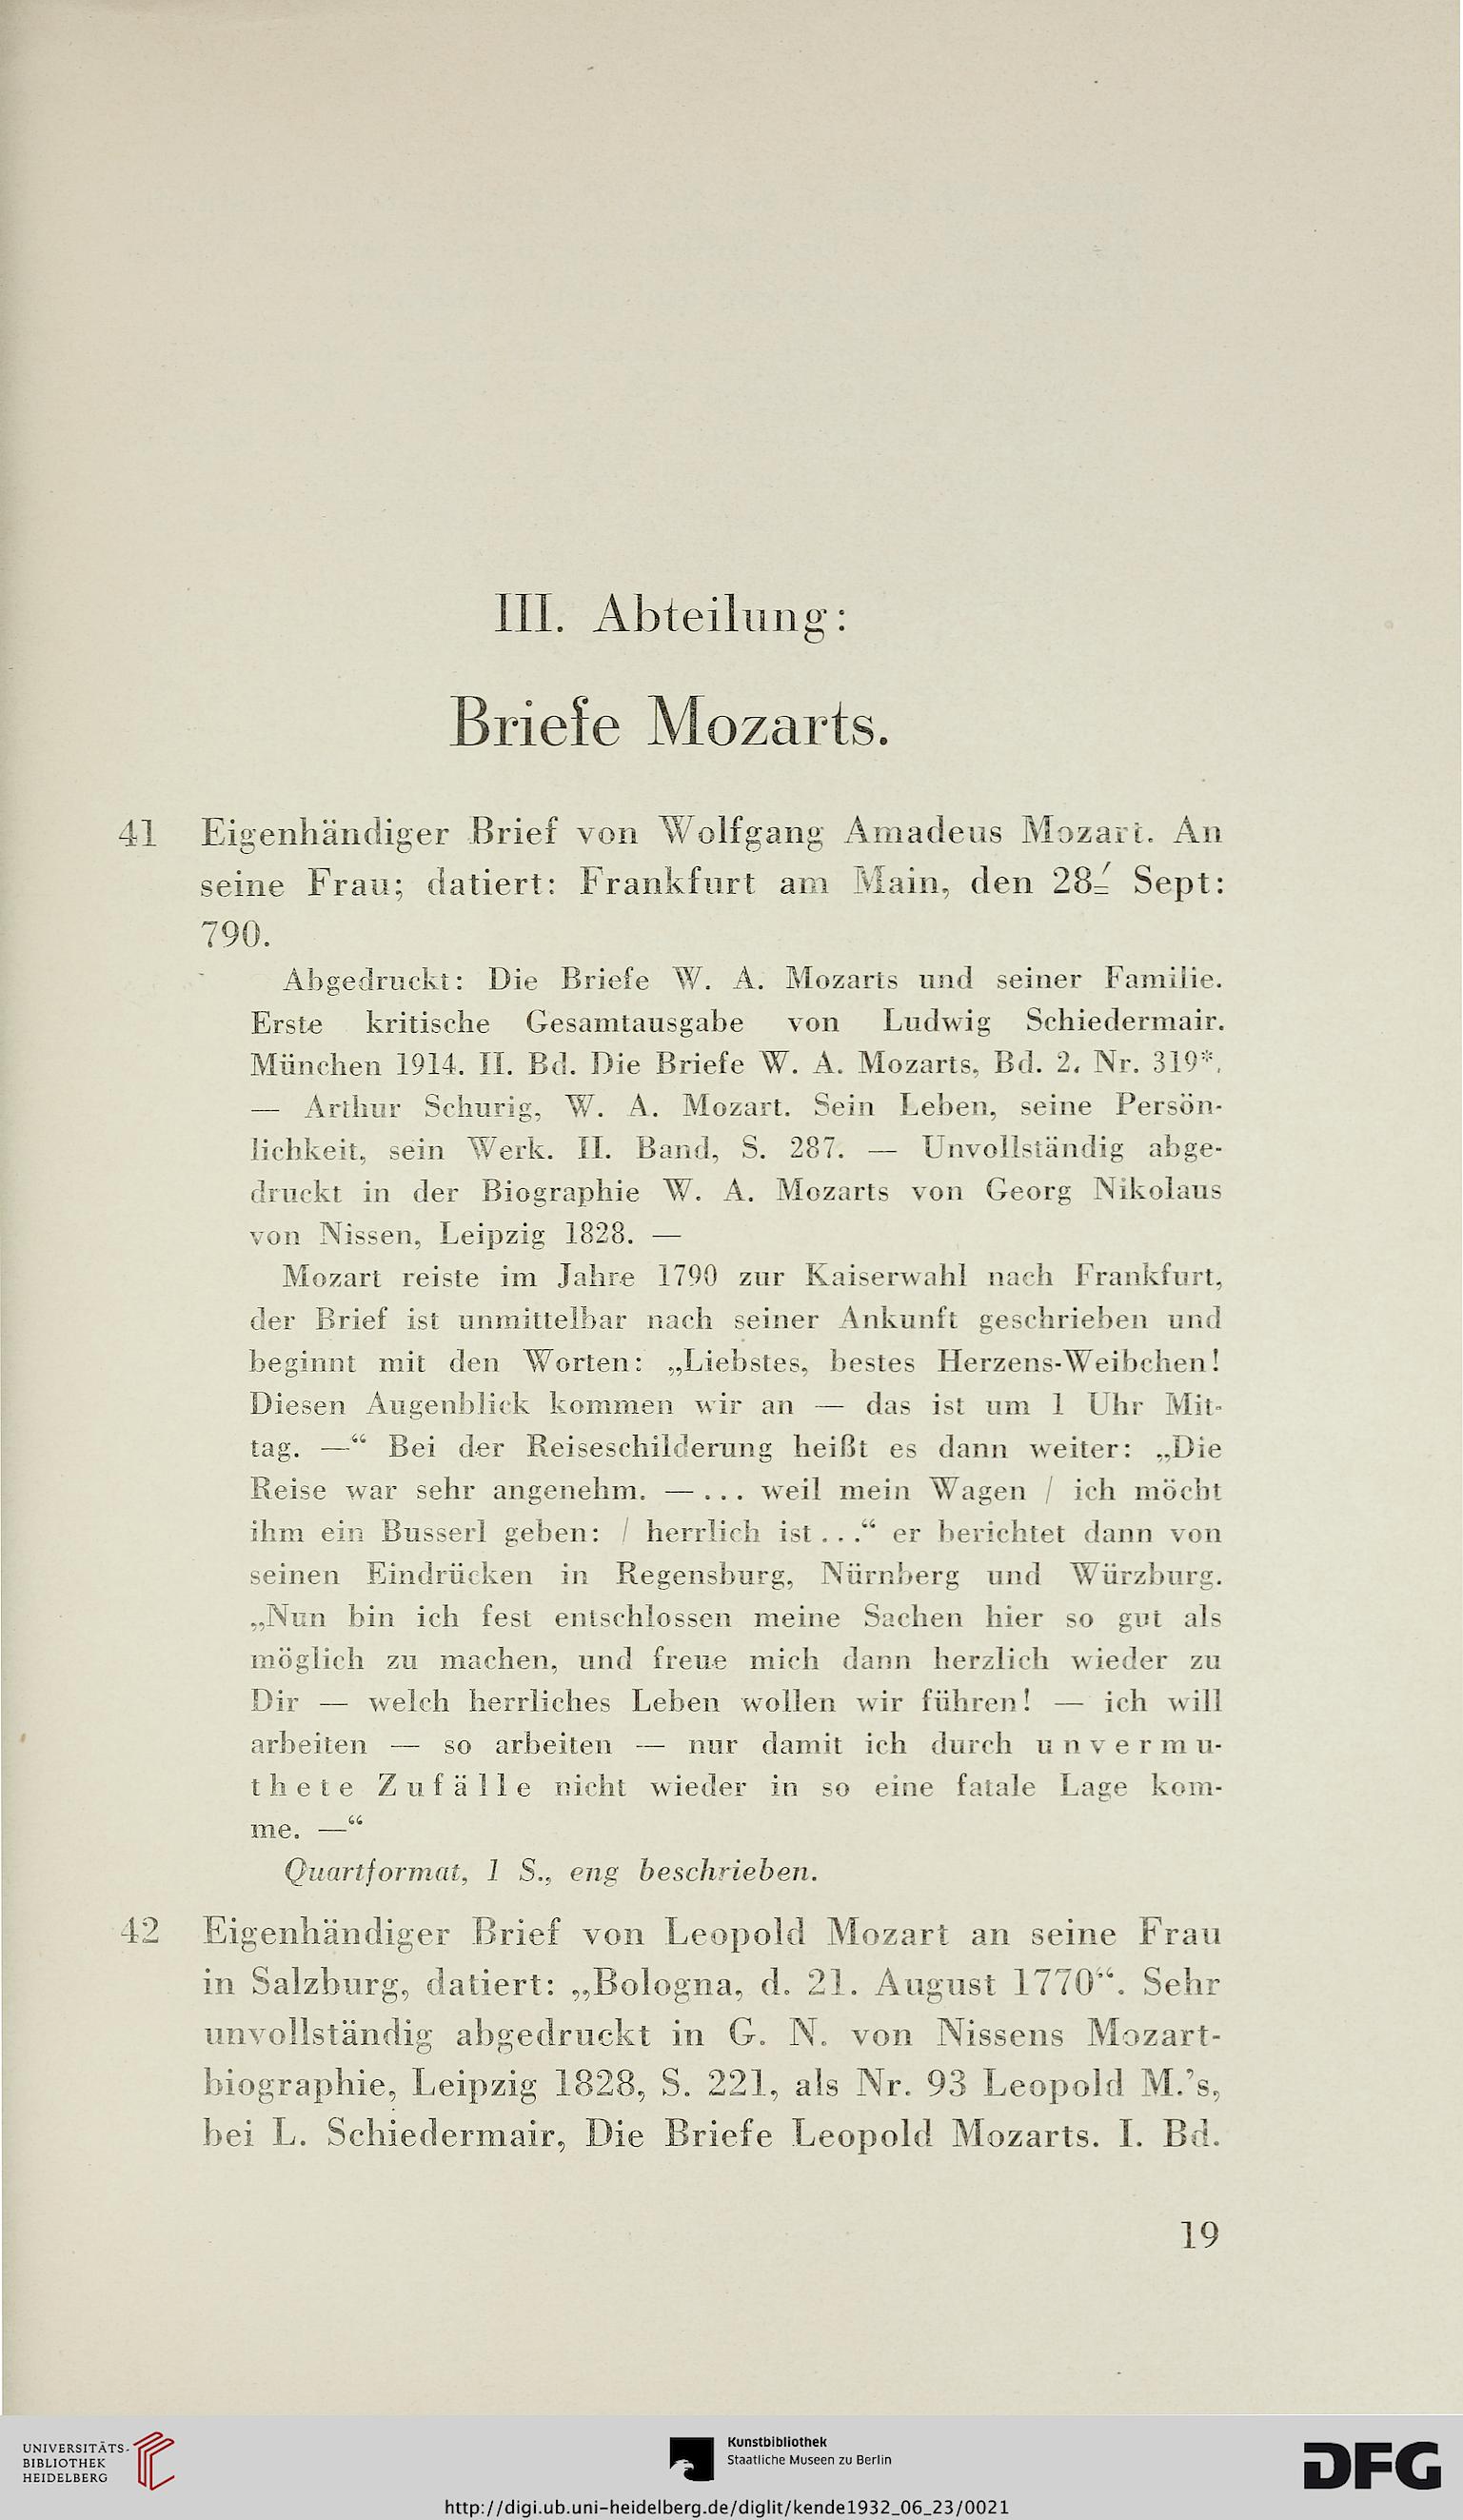 III. Abteilung:
Briefe Mozarts.
41 Eigenhändiger Brief von Wolfgang Amadeus Mozart. An
seine Frau; datiert: Frankfurt am Main, den 28⸗́ Sept:
790.
Abgedruckt: Die Briefe W. A. Mozarts und seiner Familie.
Erste kritische Gesamtausgabe von Ludwig Schiedermair.
München 1914. II. Bd. Die Briefe W. A. Mozarts, Bd. 2. Nr. 319*.
— Arthur Schurig, W. A. Mozart. Sein Leben, seine Persön-
lichkeit, sein Werk. II. Band, S. 287. — Unvollständig abge-
druckt in der Biographie W. A. Mozarts von Georg Nikolaus
von Nissen, Leipzig 1828. —
Mozart reiste im Jahre 1790 zur Kaiserwahl nach Frankfurt,
der Brief ist unmittelbar nach seiner Ankunft geschrieben und
beginnt mit den Worten: „Liebstes, bestes Herzens-Weibchen!
Diesen Augenblick kommen wir an — das ist um 1 Uhr Mit-
tag. —“ Bei der Reiseschilderung heißt es dann weiter: „Die
Reise war sehr angenehm. — ... weil mein Wagen / ich möcht
ihm ein Busserl geben: / herrlich ist...“ er berichtet dann von
seinen Eindrücken in Regensburg, Nürnberg und Würzburg.
„Nun bin ich fest entschlossen meine Sachen hier so gut als
möglich zu machen, und freue mich dann herzlich wieder zu
Dir — welch herrliches Leben wollen wir führen! — ich will
arbeiten — so arbeiten — nur damit ich durch unvermu-
thete Zufälle nicht wieder in so eine fatale Lage kom-
me. —“
Quartformat, 1 S., eng beschrieben.
42 Eigenhändiger Brief von Leopold Mozart an seine Frau
in Salzburg, datiert: „Bologna, d. 21. August 1770“. Sehr
unvollständig abgedruckt in G. N. von Nissens Mozart-
biographie, Leipzig 1828, S. 221, als Nr. 93 Leopold M.’s,
bei L. Schiedermair, Die Briefe Leopold Mozarts. I. Bd.
19
UNIVERSITÄTS-
BIBLIOTHEK
HEIDELBERG
Kunstbibliothek
Staatliche Museen zu Berlin
DFG
http://digi.ub.uni-heidelberg.de/diglit/kende1932_06_23/0021